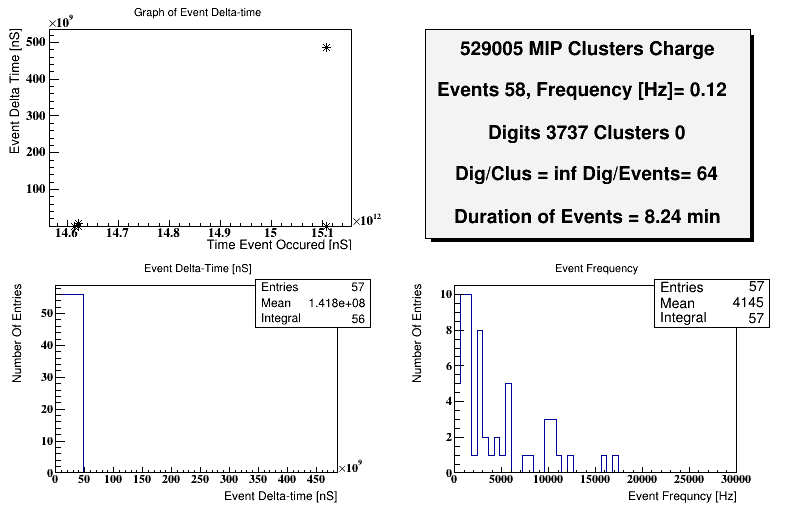 Graph of Event Delta-time
×10⁹
Event Delta Time [nS]
500
400
300
200
100
14.6 14.7 14.8 14.9 15 15.1
×10¹²
Time Event Occured [nS]
529005 MIP Clusters Charge
Events 58, Frequency [Hz]= 0.12
Digits 3737 Clusters 0
Dig/Clus = inf Dig/Events= 64
Duration of Events = 8.24 min
Event Delta-Time [nS]
Entries 57
Mean 1.418e+08
Integral 56
Number Of Entries
50
40
30
20
10
0
0 50 100 150 200 250 300 350 400 450
×10⁹
Event Delta-time [nS]
Event Frequency
Entries 57
Mean 4145
Integral 57
Number Of Entries
10
8
6
4
2
0
0 5000 10000 15000 20000 25000 30000
Event Frequncy [Hz]